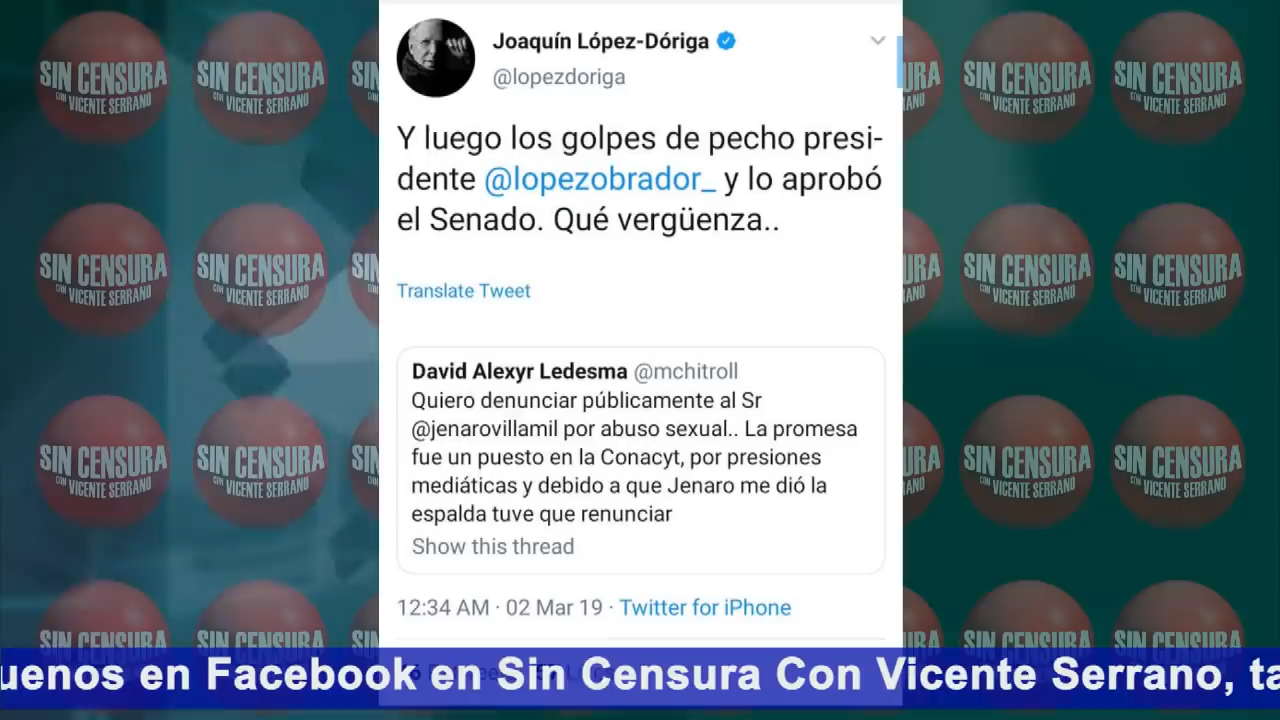 Joaquín López-Dóriga
@lopezdoriga
Y luego los golpes de pecho presi-
dente @lopezobrador_ y lo aprobó
el Senado. Qué vergüenza..
Translate Tweet
David Alexyr Ledesma @mchitroll
Quiero denunciar públicamente al Sr
@jenarovillamil por abuso sexual.. La promesa
fue un puesto en la Conacyt, por presiones
mediáticas y debido a que Jenaro me dió la
espalda tuve que renunciar
Show this thread
12:34 AM · 02 Mar 19 · Twitter for iPhone
uenos en Facebook en Sin Censura Con Vicente Serrano, ta
SIN CENSURA
CON VICENTE SERRANO